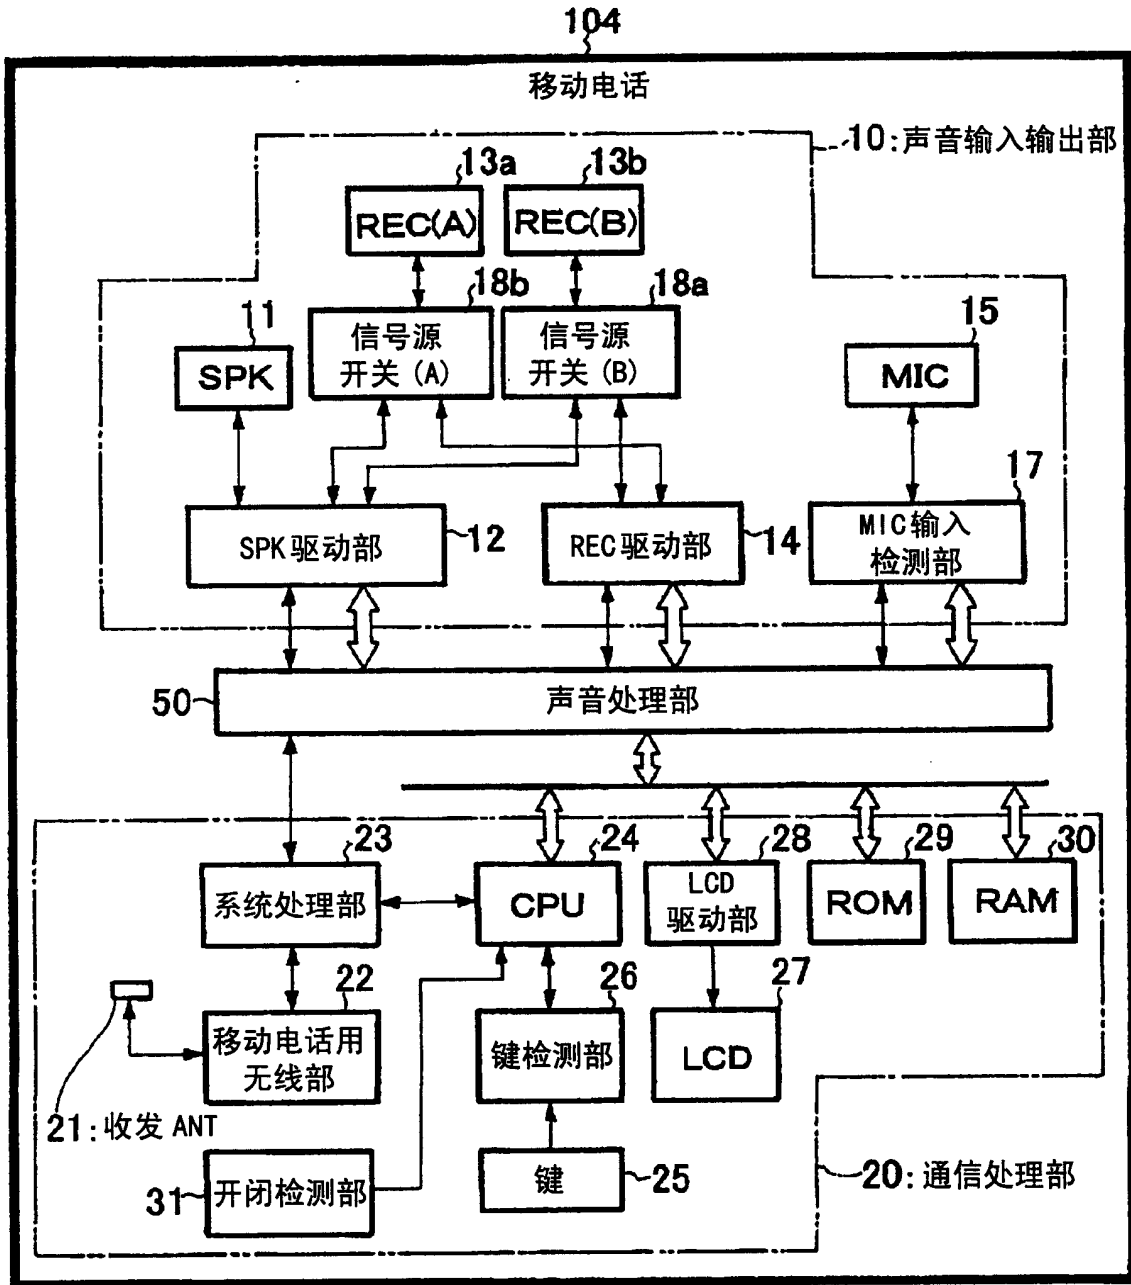 104
移动电话
10:声音输入输出部
13a
13b
REC(A)
REC(B)
18b
18a
11
15
信号源
开关(A)
信号源
开关(B)
SPK
MIC
17
SPK驱动部
12
REC驱动部
14
MIC输入
检测部
50
声音处理部
23
24
28
29
30
系统处理部
CPU
LCD
驱动部
ROM
RAM
22
26
27
移动电话用
无线部
键检测部
LCD
21:收发ANT
31
开闭检测部
键
25
20:通信处理部